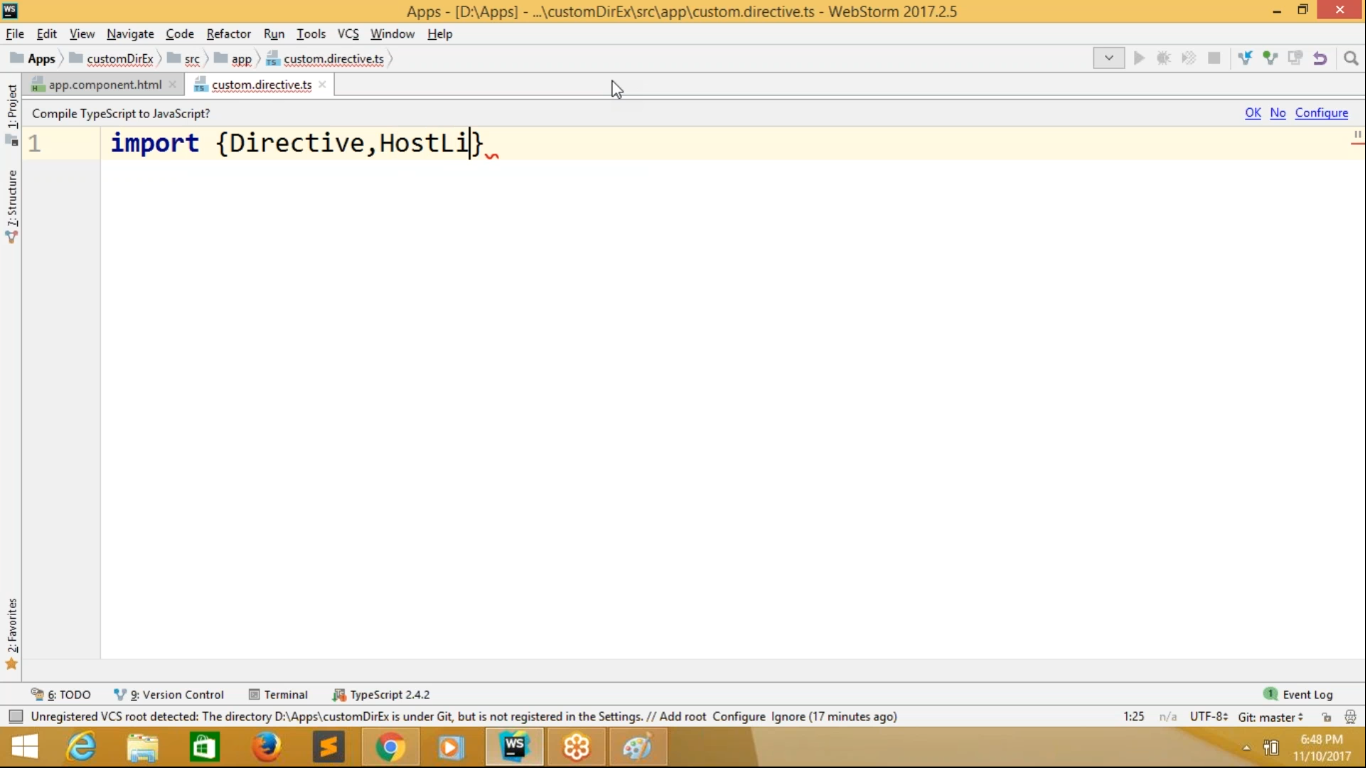 WS
Apps - [D:\Apps] - ...\customDirEx\src\app\custom.directive.ts - WebStorm 2017.2.5
File Edit View Navigate Code Refactor Run Tools VCS Window Help
Apps customDirEx src app custom.directive.ts
app.component.html custom.directive.ts
Compile TypeScript to JavaScript? OK No Configure
1 import {Directive,HostLi}
1: Project
7: Structure
2: Favorites
6: TODO 9: Version Control Terminal TypeScript 2.4.2 1 Event Log
Unregistered VCS root detected: The directory D:\Apps\customDirEx is under Git, but is not registered in the Settings. // Add root Configure Ignore (17 minutes ago) 1:25 n/a UTF-8 Git: master
WS
6:48 PM
11/10/2017